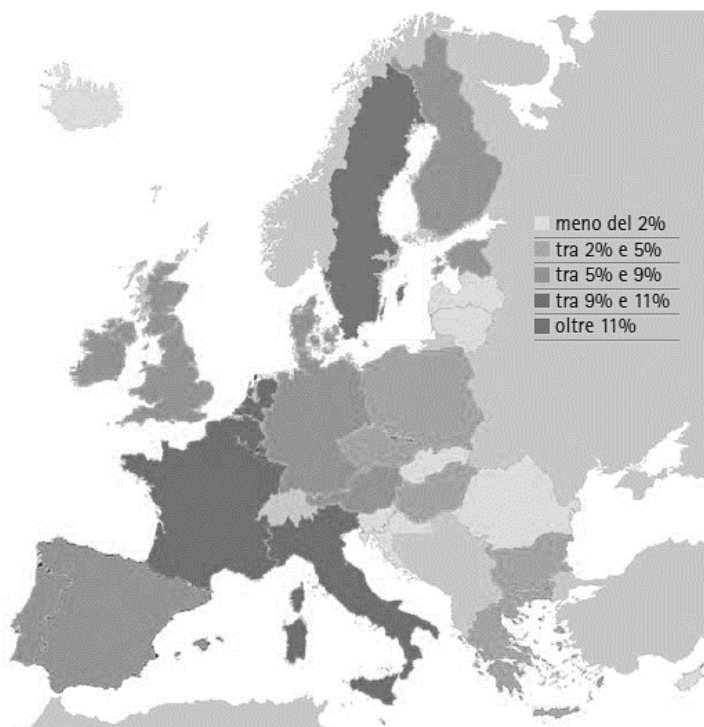 meno del 2%
tra 2% e 5%
tra 5% e 9%
tra 9% e 11%
oltre 11%